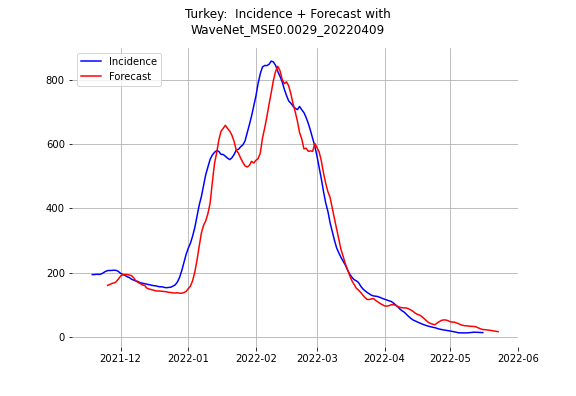 Turkey:  Incidence + Forecast with
WaveNet_MSE0.0029_20220409
Incidence
Forecast
800
600
400
200
0
2021-12 2022-01 2022-02 2022-03 2022-04 2022-05 2022-06